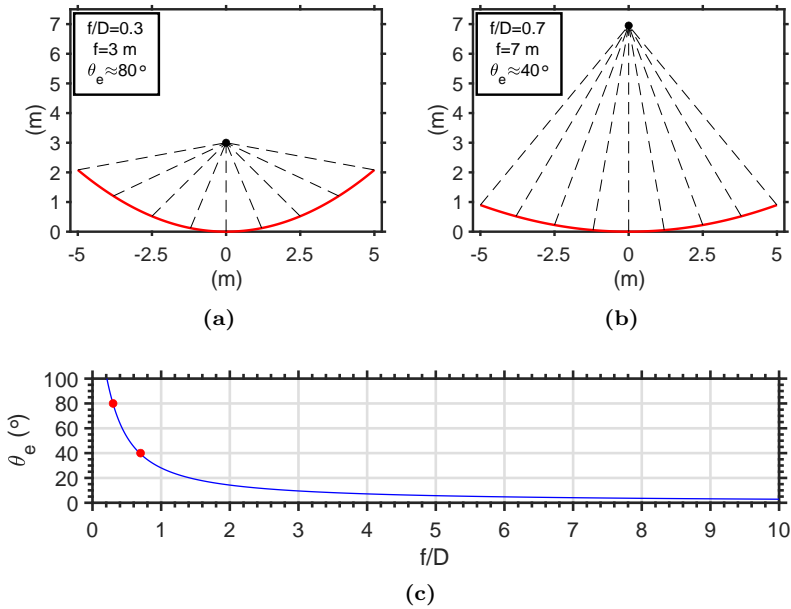 f/D=0.3
f=3 m
θe≈80°
7
6
5
4
3
2
1
0
(m)
-5 -2.5 0 2.5 5
(m)
(a)
f/D=0.7
f=7 m
θe≈40°
7
6
5
4
3
2
1
0
(m)
-5 -2.5 0 2.5 5
(m)
(b)
100
80
60
40
20
0
θe (°)
0 1 2 3 4 5 6 7 8 9 10
f/D
(c)